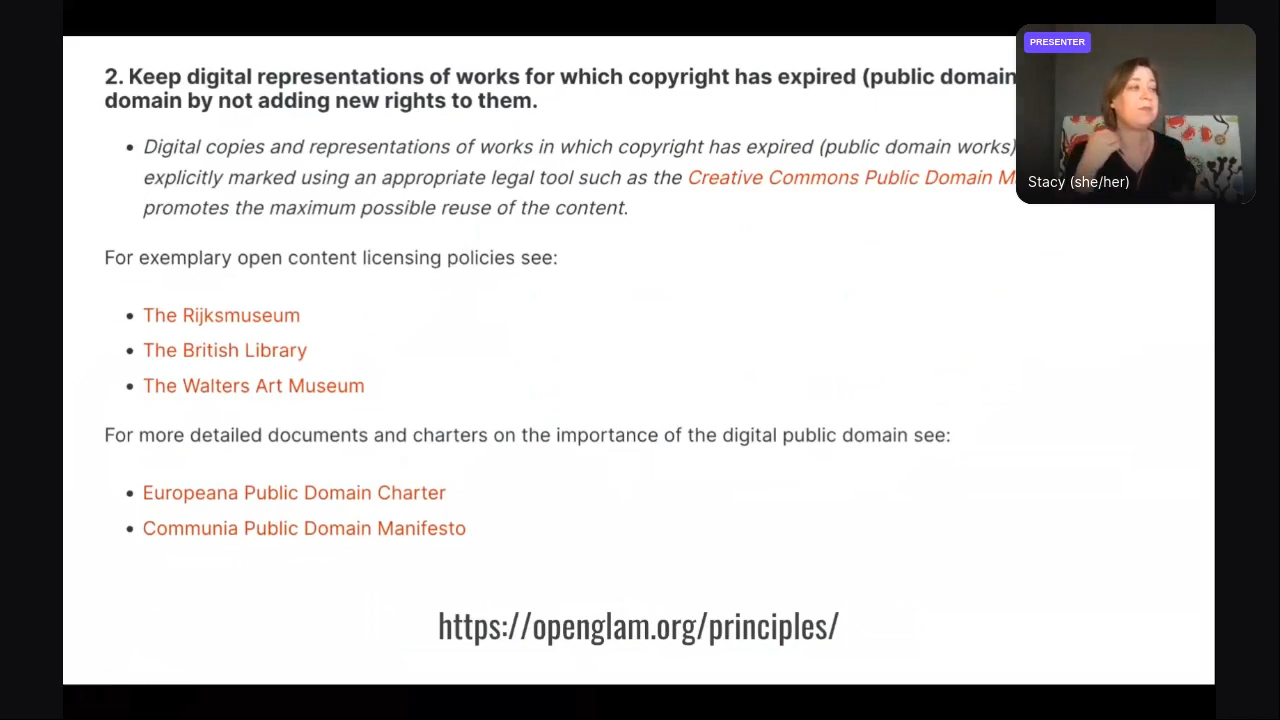 2. Keep digital representations of works for which copyright has expired (public domain
domain by not adding new rights to them.
• Digital copies and representations of works in which copyright has expired (public domain works)
explicitly marked using an appropriate legal tool such as the Creative Commons Public Domain M
promotes the maximum possible reuse of the content.
For exemplary open content licensing policies see:
• The Rijksmuseum
• The British Library
• The Walters Art Museum
For more detailed documents and charters on the importance of the digital public domain see:
• Europeana Public Domain Charter
• Communia Public Domain Manifesto
https://openglam.org/principles/
PRESENTER
Stacy (she/her)